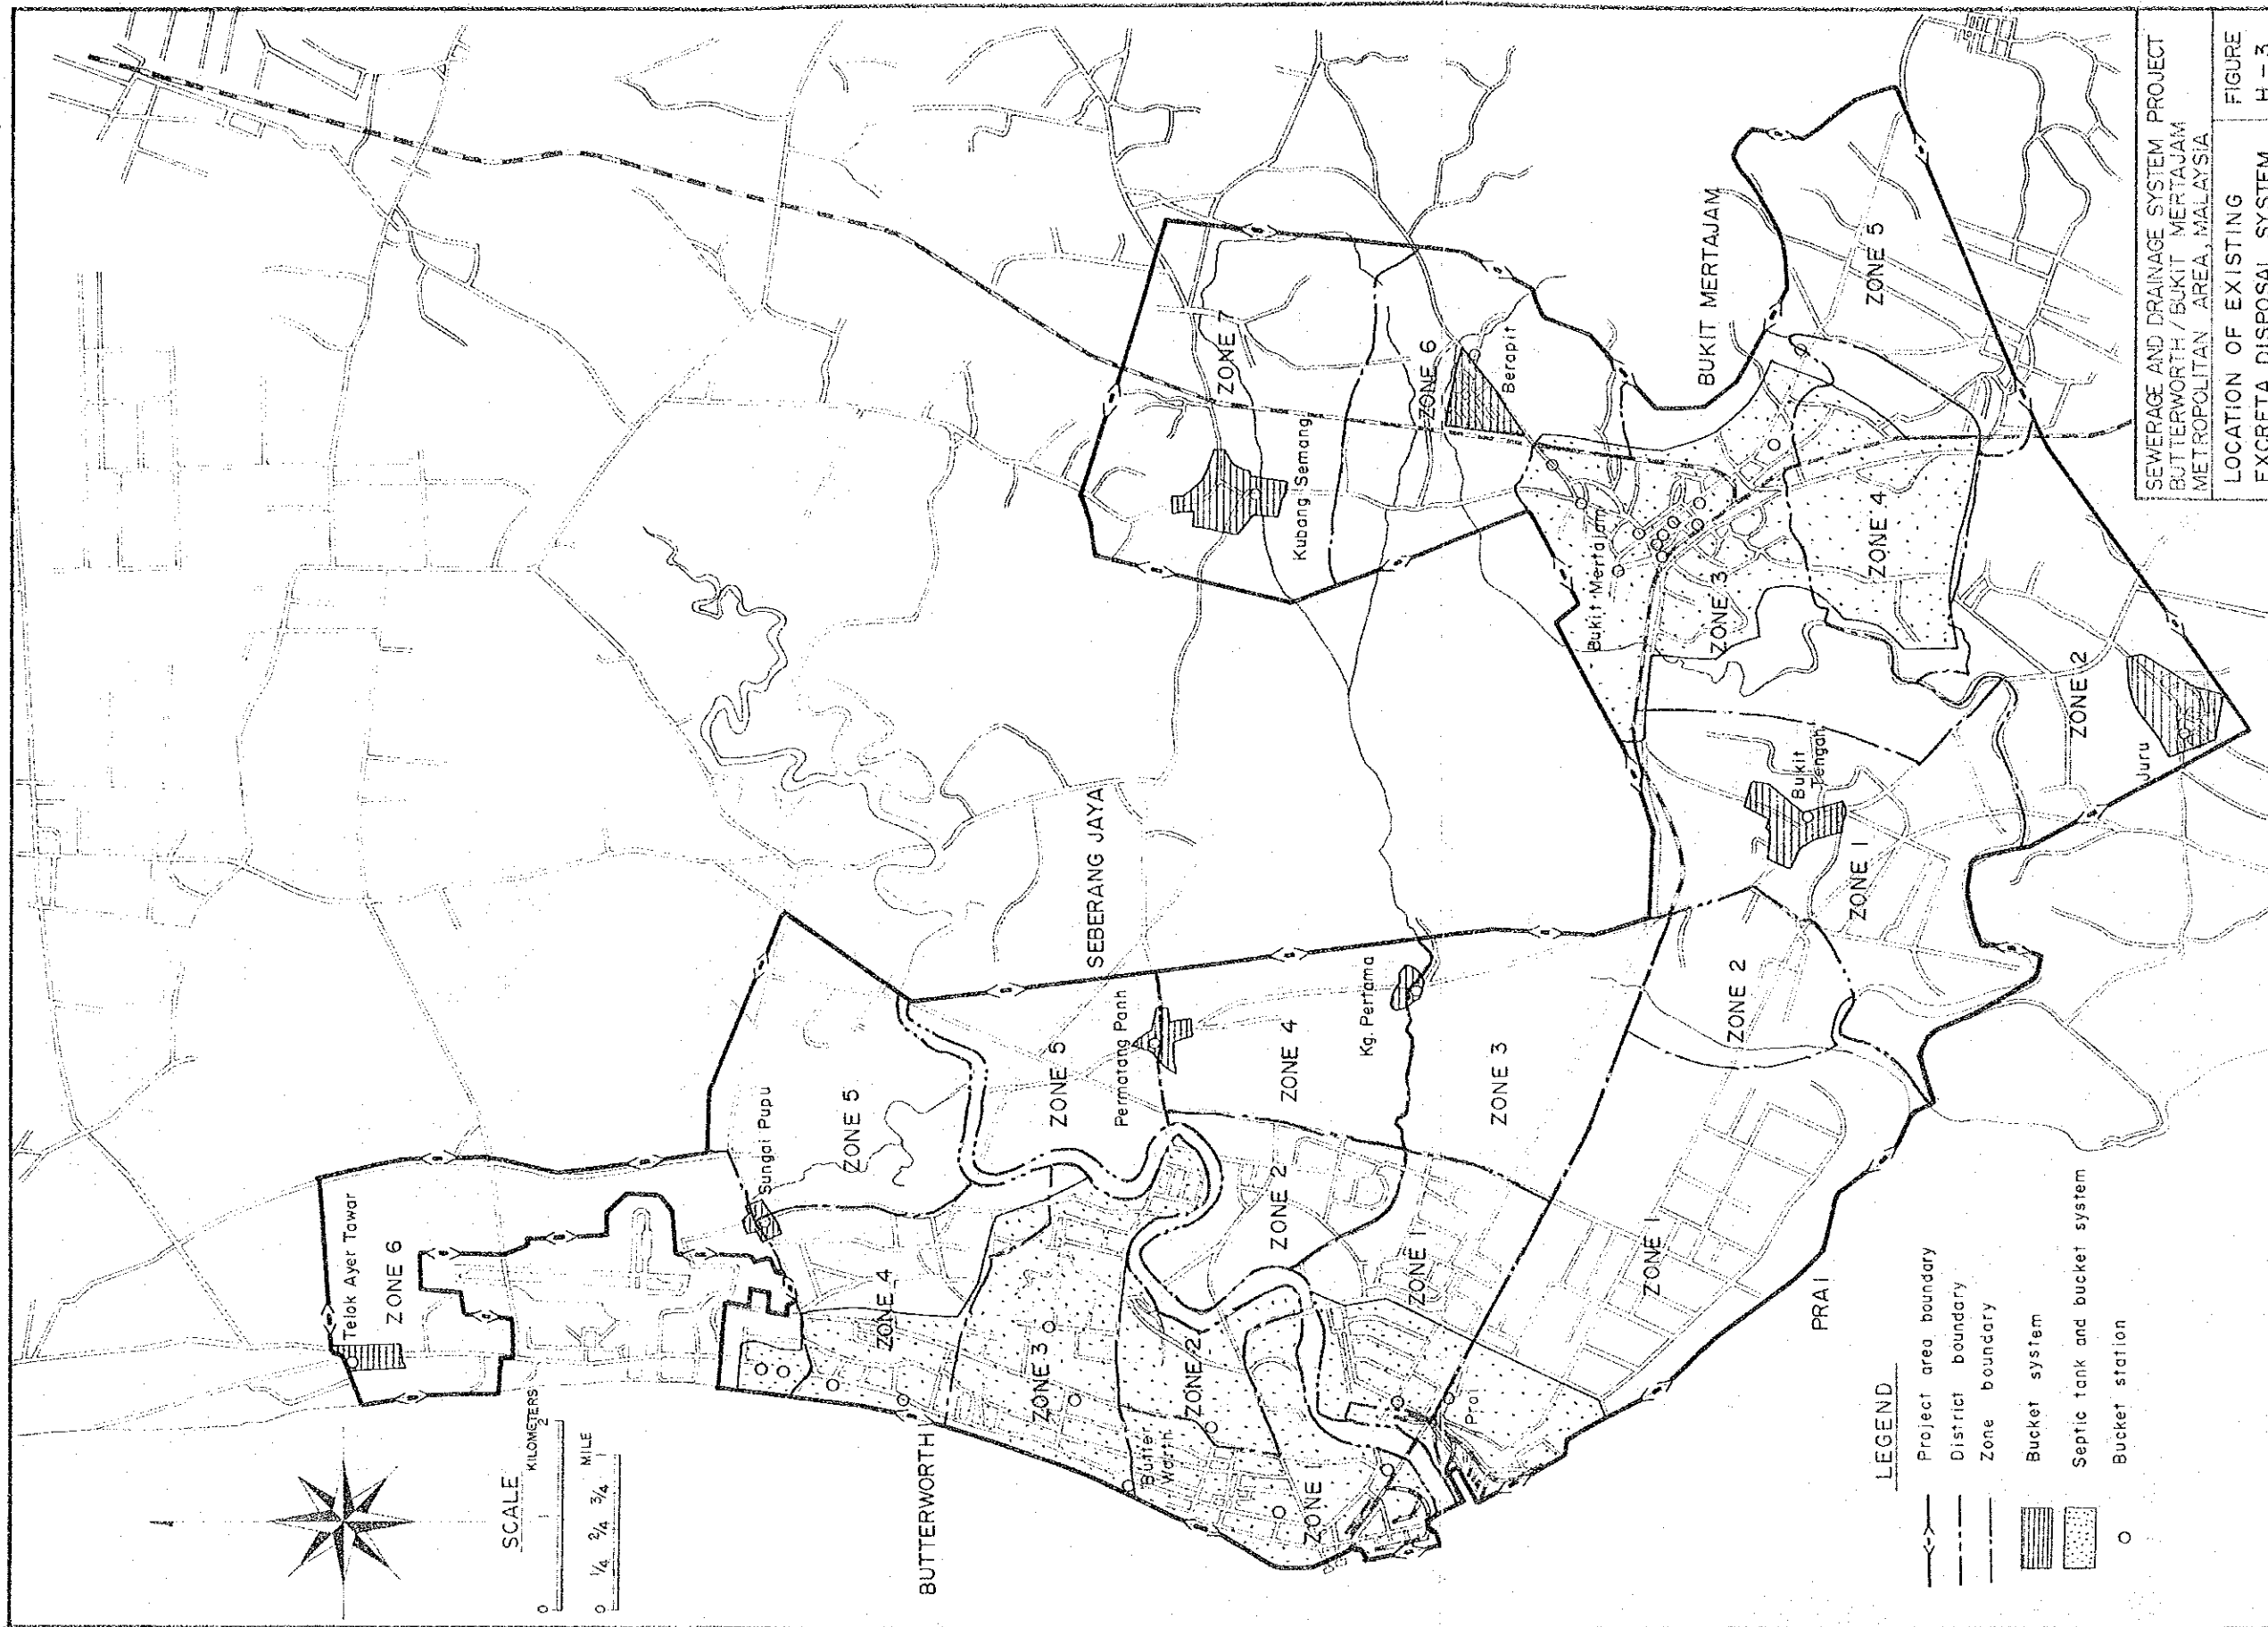 Telok Ayer Tawar
ZONE 6
Sungai Pupu
ZONE 5
ZONE 4
BUTTERWORTH
ZONE 3
ZONE 2
Butter
Worth
ZONE 1
SEBERANG JAYA
ZONE 5
Permatang Panh
ZONE 4
Kg. Pertama
ZONE 3
ZONE 2
ZONE 1
Prai
ZONE 1
ZONE 2
PRAI
ZONE 7
Kubang Semang
ZONE 6
Berapit
BUKIT MERTAJAM
Bukit Mertajam
ZONE 3
ZONE 4
ZONE 5
Bukit
Tengah
ZONE 1
ZONE 2
Juru
SCALE
KILOMETERS
0 1 2
MILE
0 1/4 2/4 3/4 1
LEGEND
Project area boundary
District boundary
Zone boundary
Bucket system
Septic tank and bucket system
Bucket station
SEWERAGE AND DRAINAGE SYSTEM PROJECT
BUTTERWORTH / BUKIT MERTAJAM
METROPOLITAN AREA, MALAYSIA
LOCATION OF EXISTING
EXCRETA DISPOSAL SYSTEM
FIGURE
H-3